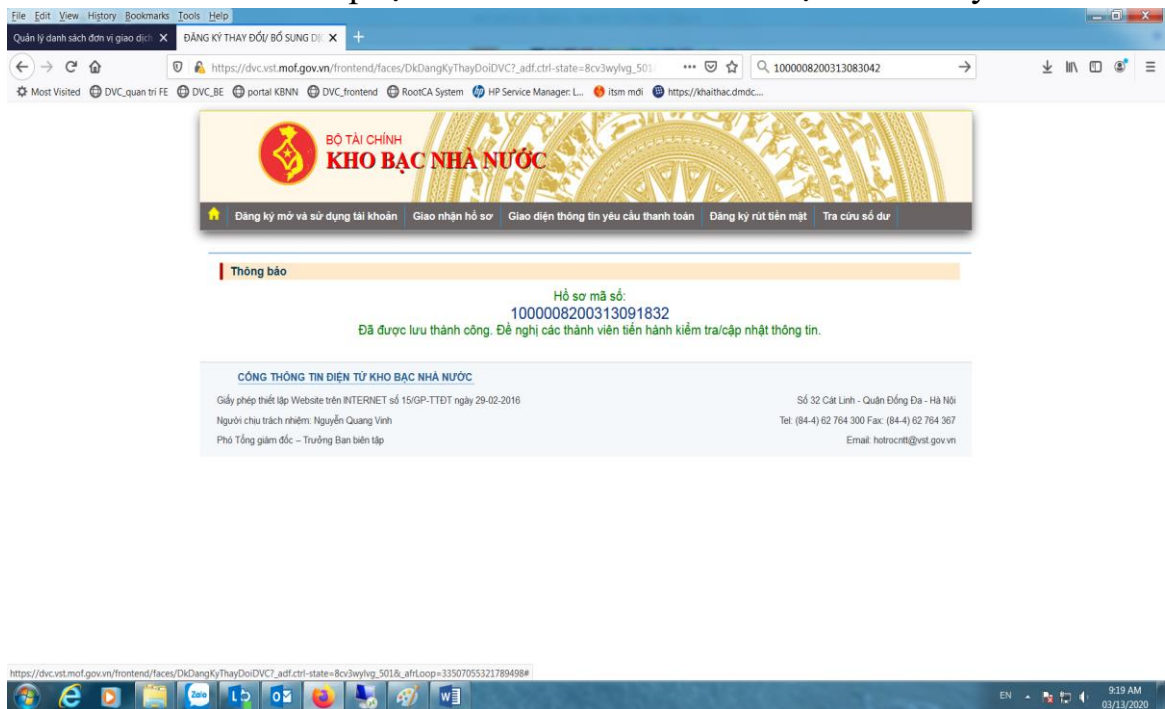 File Edit View History Bookmarks Tools Help
Quản lý danh sách đơn vị giao dịch
ĐĂNG KÝ THAY ĐỔI/ BỔ SUNG DỊ
https://dvc.vst.mof.gov.vn/frontend/faces/DkDangKyThayDoiDVC?_adf.ctrl-state=8cv3wylvg_501
1000008200313083042
Most Visited DVC_quan tri FE DVC_BE portal KBNN DVC_frontend RootCA System HP Service Manager: L... itsm mới https://khaithac.dmdc....
BỘ TÀI CHÍNH
KHO BẠC NHÀ NƯỚC
Đăng ký mở và sử dụng tài khoản Giao nhận hồ sơ Giao diện thông tin yêu cầu thanh toán Đăng ký rút tiền mặt Tra cứu số dư
Thông báo
Hồ sơ mã số:
1000008200313091832
Đã được lưu thành công. Đề nghị các thành viên tiến hành kiểm tra/cập nhật thông tin.
CỔNG THÔNG TIN ĐIỆN TỬ KHO BẠC NHÀ NƯỚC
Giấy phép thiết lập Website trên INTERNET số 15/GP-TTĐT ngày 29-02-2016
Số 32 Cát Linh - Quận Đống Đa - Hà Nôi
Người chịu trách nhiệm: Nguyễn Quang Vinh
Tel: (84-4) 62 764 300 Fax: (84-4) 62 764 367
Phó Tổng giám đốc – Trưởng Ban biên tập
Email: hotrocntt@vst.gov.vn
https://dvc.vst.mof.gov.vn/frontend/faces/DkDangKyThayDoiDVC?_adf.ctrl-state=8cv3wylvg_501&_afrLoop=33507055321789498#
Zalo
EN
9:19 AM
03/13/2020